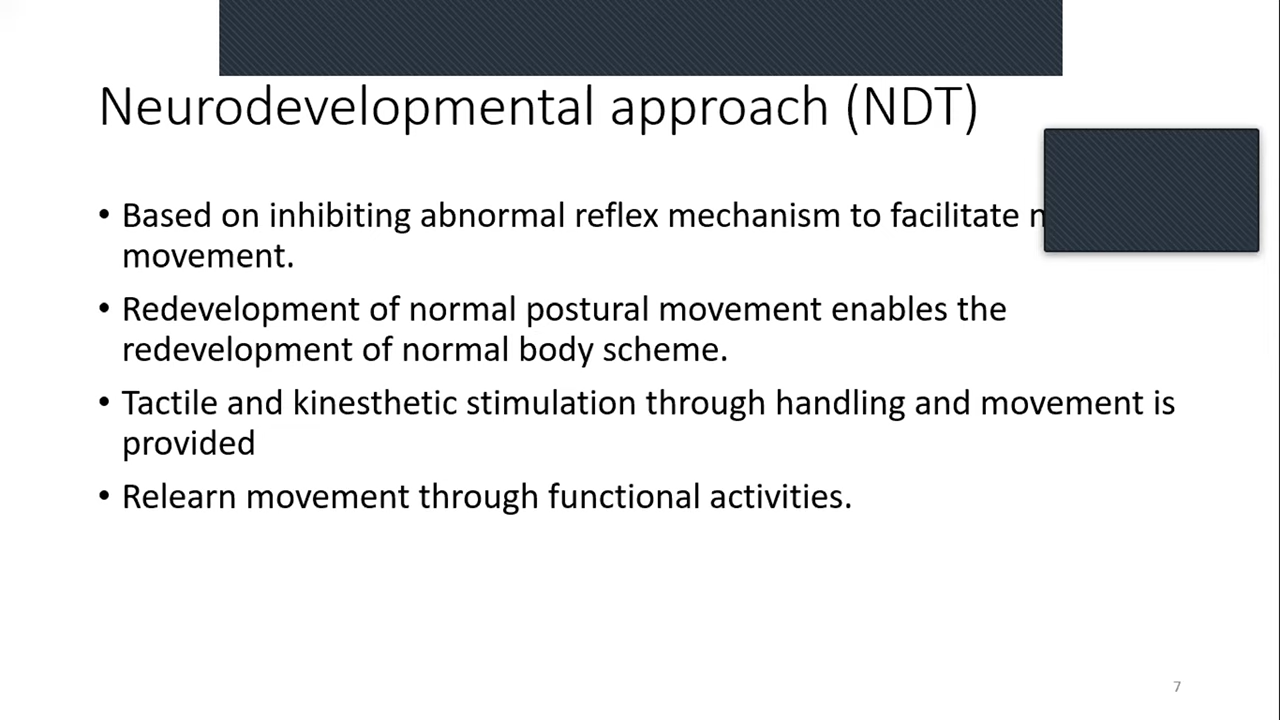 Neurodevelopmental approach (NDT)
• Based on inhibiting abnormal reflex mechanism to facilitate
movement.
• Redevelopment of normal postural movement enables the
redevelopment of normal body scheme.
• Tactile and kinesthetic stimulation through handling and movement is
provided
• Relearn movement through functional activities.
7